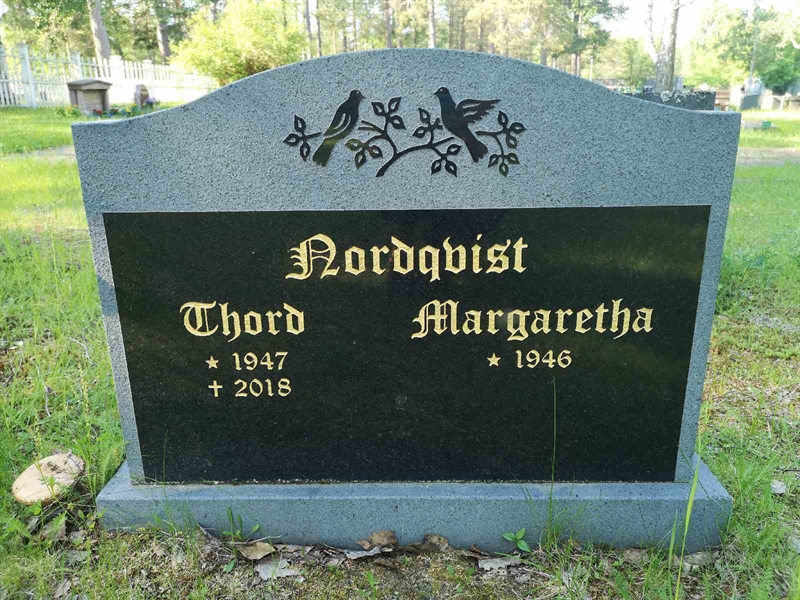 Nordqvist
Thord Margaretha
★ 1947 ★ 1946
✝ 2018